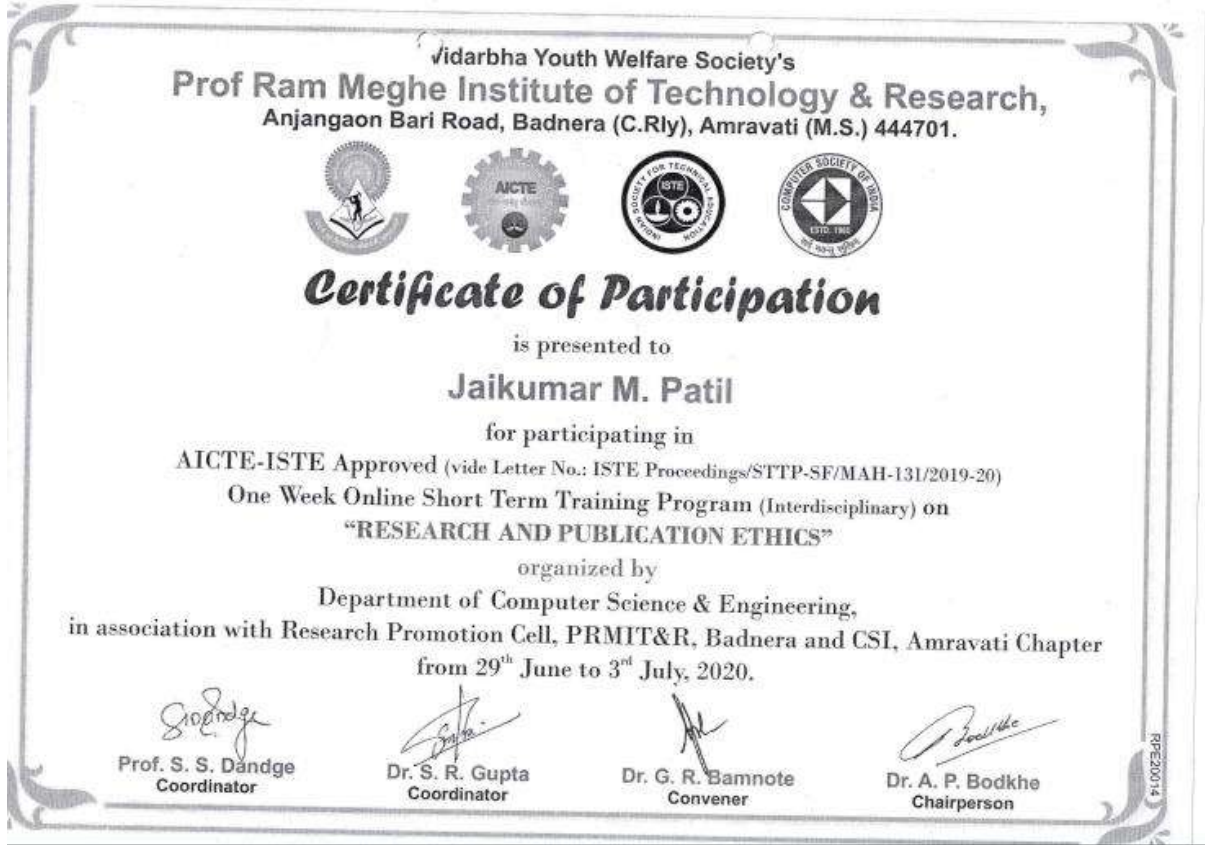 Vidarbha Youth Welfare Society's
Prof Ram Meghe Institute of Technology & Research,
Anjangaon Bari Road, Badnera (C.Rly), Amravati (M.S.) 444701.
AICTE
INDIAN SOCIETY FOR TECHNICAL EDUCATION
ISTE
COMPUTER SOCIETY OF INDIA
ESTD. 1965
Certificate of Participation
is presented to
Jaikumar M. Patil
for participating in
AICTE-ISTE Approved (vide Letter No.: ISTE Proceedings/STTP-SF/MAH-131/2019-20)
One Week Online Short Term Training Program (Interdisciplinary) on
“RESEARCH AND PUBLICATION ETHICS”
organized by
Department of Computer Science & Engineering,
in association with Research Promotion Cell, PRMIT&R, Badnera and CSI, Amravati Chapter
from 29th June to 3rd July, 2020.
Prof. S. S. Dandge
Coordinator
Dr. S. R. Gupta
Coordinator
Dr. G. R. Bamnote
Convener
Dr. A. P. Bodkhe
Chairperson
RPE20014